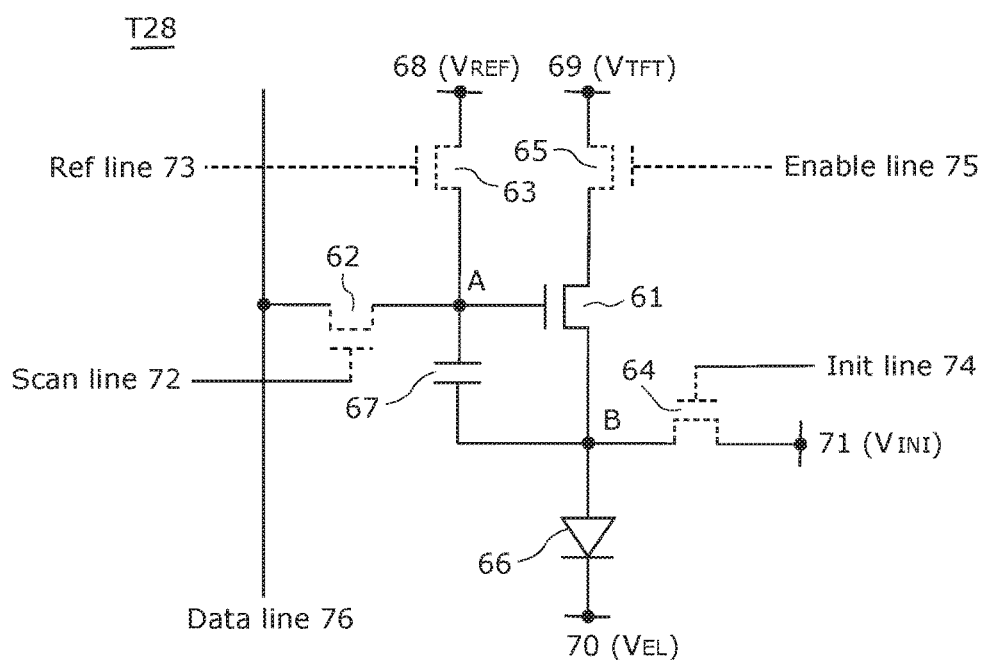 T28
68 (VREF)
69 (VTFT)
Ref line 73
63
65
Enable line 75
62
A
61
Scan line 72
67
64
Init line 74
B
71 (VINI)
66
Data line 76
70 (VEL)